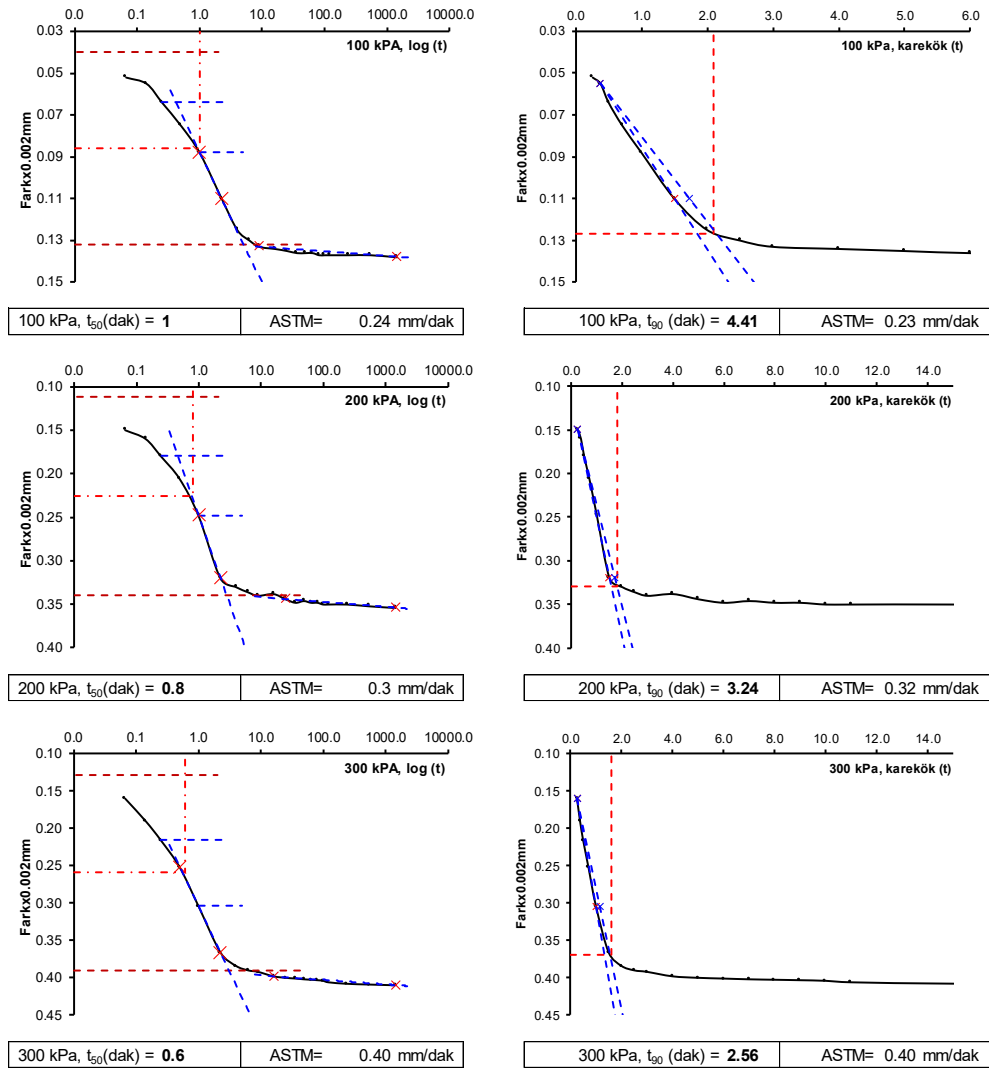 0.0 0.1 1.0 10.0 100.0 1000.0 10000.0
100 kPA, log (t)
Farkx0.002mm
0.03
0.05
0.07
0.09
0.11
0.13
0.15
100 kPa, t50(dak) = 1 ASTM= 0.24 mm/dak
0.0 1.0 2.0 3.0 4.0 5.0 6.0
100 kPa, karekök (t)
Farkx0.002mm
0.03
0.05
0.07
0.09
0.11
0.13
0.15
100 kPa, t90 (dak) = 4.41 ASTM= 0.23 mm/dak
0.0 0.1 1.0 10.0 100.0 1000.0 10000.0
200 kPA, log (t)
Farkx0.002mm
0.10
0.15
0.20
0.25
0.30
0.35
0.40
200 kPa, t50(dak) = 0.8 ASTM= 0.3 mm/dak
0.0 2.0 4.0 6.0 8.0 10.0 12.0 14.0
200 kPa, karekök (t)
Farkx0.002mm
0.10
0.15
0.20
0.25
0.30
0.35
0.40
200 kPa, t90 (dak) = 3.24 ASTM= 0.32 mm/dak
0.0 0.1 1.0 10.0 100.0 1000.0 10000.0
300 kPA, log (t)
Farkx0.002mm
0.10
0.15
0.20
0.25
0.30
0.35
0.40
0.45
300 kPa, t50(dak) = 0.6 ASTM= 0.40 mm/dak
0.0 2.0 4.0 6.0 8.0 10.0 12.0 14.0
300 kPa, karekök (t)
Farkx0.002mm
0.10
0.15
0.20
0.25
0.30
0.35
0.40
0.45
300 kPa, t90 (dak) = 2.56 ASTM= 0.40 mm/dak